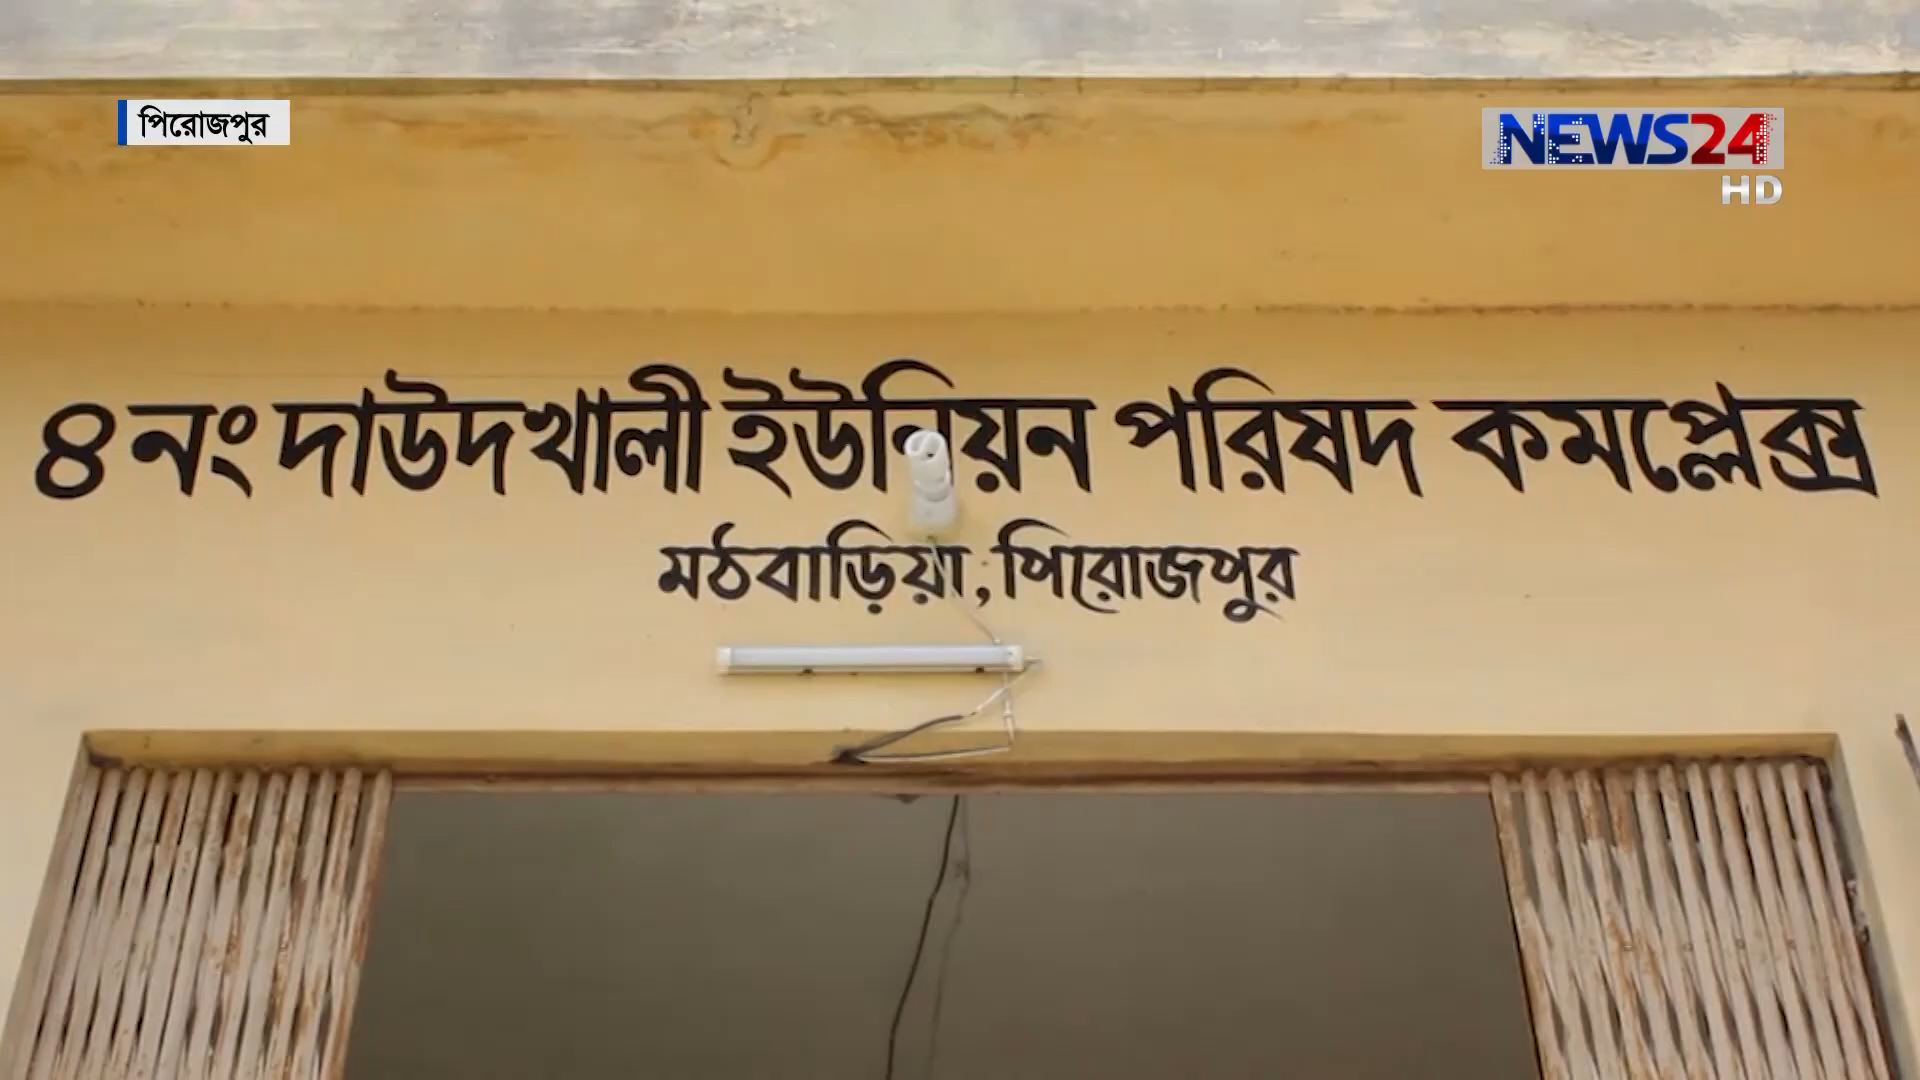 পিরোজপুর
NEWS24
HD
৪ নং দাউদখালী ইউনিয়ন পরিষদ কমপ্লেক্স
মঠবাড়িয়া, পিরোজপুর